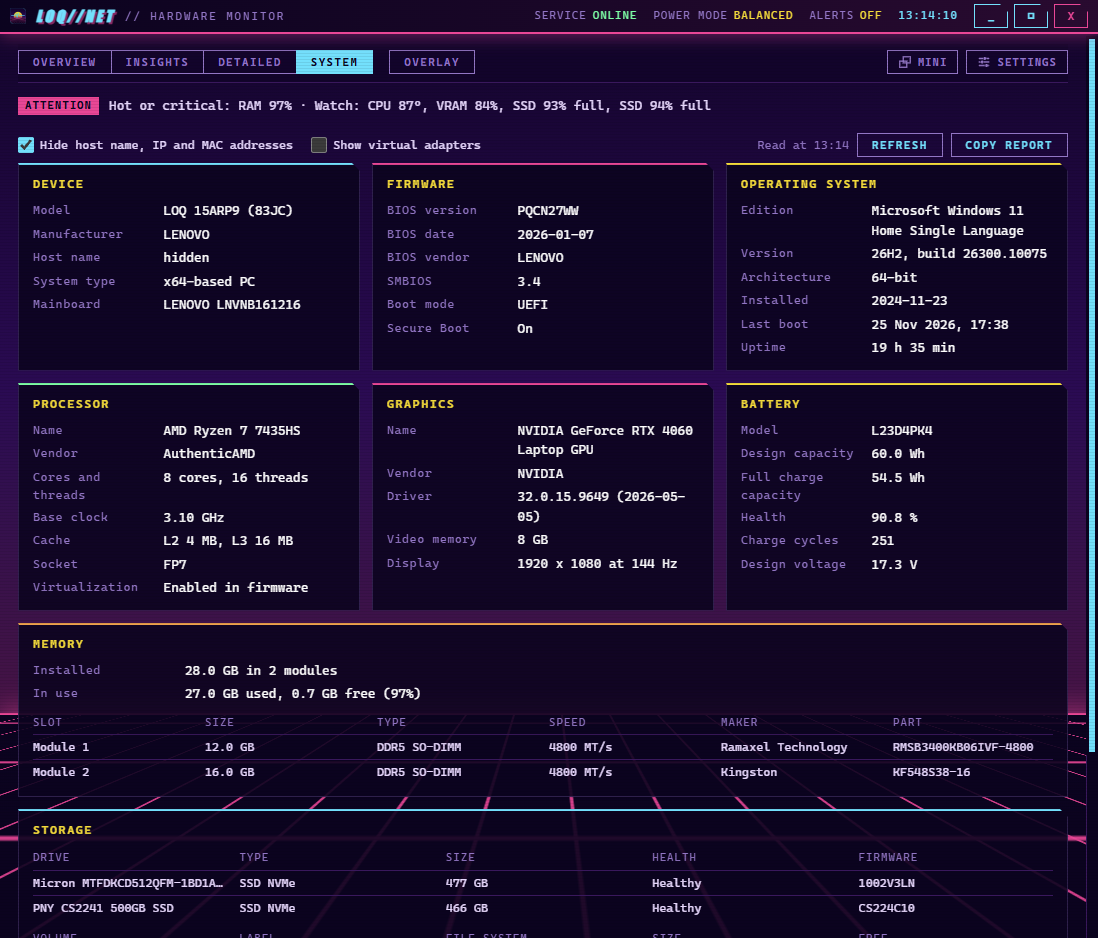 LOQ//NET // HARDWARE MONITOR SERVICE ONLINE POWER MODE BALANCED ALERTS OFF 13:14:10 _ X
OVERVIEW INSIGHTS DETAILED SYSTEM OVERLAY MINI SETTINGS
ATTENTION Hot or critical: RAM 97% · Watch: CPU 87°, VRAM 84%, SSD 93% full, SSD 94% full
Hide host name, IP and MAC addresses Show virtual adapters Read at 13:14 REFRESH COPY REPORT
DEVICE
Model LOQ 15ARP9 (83JC)
Manufacturer LENOVO
Host name hidden
System type x64-based PC
Mainboard LENOVO LNVNB161216
FIRMWARE
BIOS version PQCN27WW
BIOS date 2026-01-07
BIOS vendor LENOVO
SMBIOS 3.4
Boot mode UEFI
Secure Boot On
OPERATING SYSTEM
Edition Microsoft Windows 11
Home Single Language
Version 26H2, build 26300.10075
Architecture 64-bit
Installed 2024-11-23
Last boot 25 Nov 2026, 17:38
Uptime 19 h 35 min
PROCESSOR
Name AMD Ryzen 7 7435HS
Vendor AuthenticAMD
Cores and 8 cores, 16 threads
threads
Base clock 3.10 GHz
Cache L2 4 MB, L3 16 MB
Socket FP7
Virtualization Enabled in firmware
GRAPHICS
Name NVIDIA GeForce RTX 4060
Laptop GPU
Vendor NVIDIA
Driver 32.0.15.9649 (2026-05-
05)
Video memory 8 GB
Display 1920 x 1080 at 144 Hz
BATTERY
Model L23D4PK4
Design capacity 60.0 Wh
Full charge 54.5 Wh
capacity
Health 90.8 %
Charge cycles 251
Design voltage 17.3 V
MEMORY
Installed 28.0 GB in 2 modules
In use 27.0 GB used, 0.7 GB free (97%)
SLOT SIZE TYPE SPEED MAKER PART
Module 1 12.0 GB DDR5 SO-DIMM 4800 MT/s Ramaxel Technology RMSB3400KB06IVF-4800
Module 2 16.0 GB DDR5 SO-DIMM 4800 MT/s Kingston KF548S38-16
STORAGE
DRIVE TYPE SIZE HEALTH FIRMWARE
Micron MTFDKCD512QFM-1BD1A… SSD NVMe 477 GB Healthy 1002V3LN
PNY CS2241 500GB SSD SSD NVMe 466 GB Healthy CS224C10
VOLUME LABEL FILE SYSTEM SIZE FREE